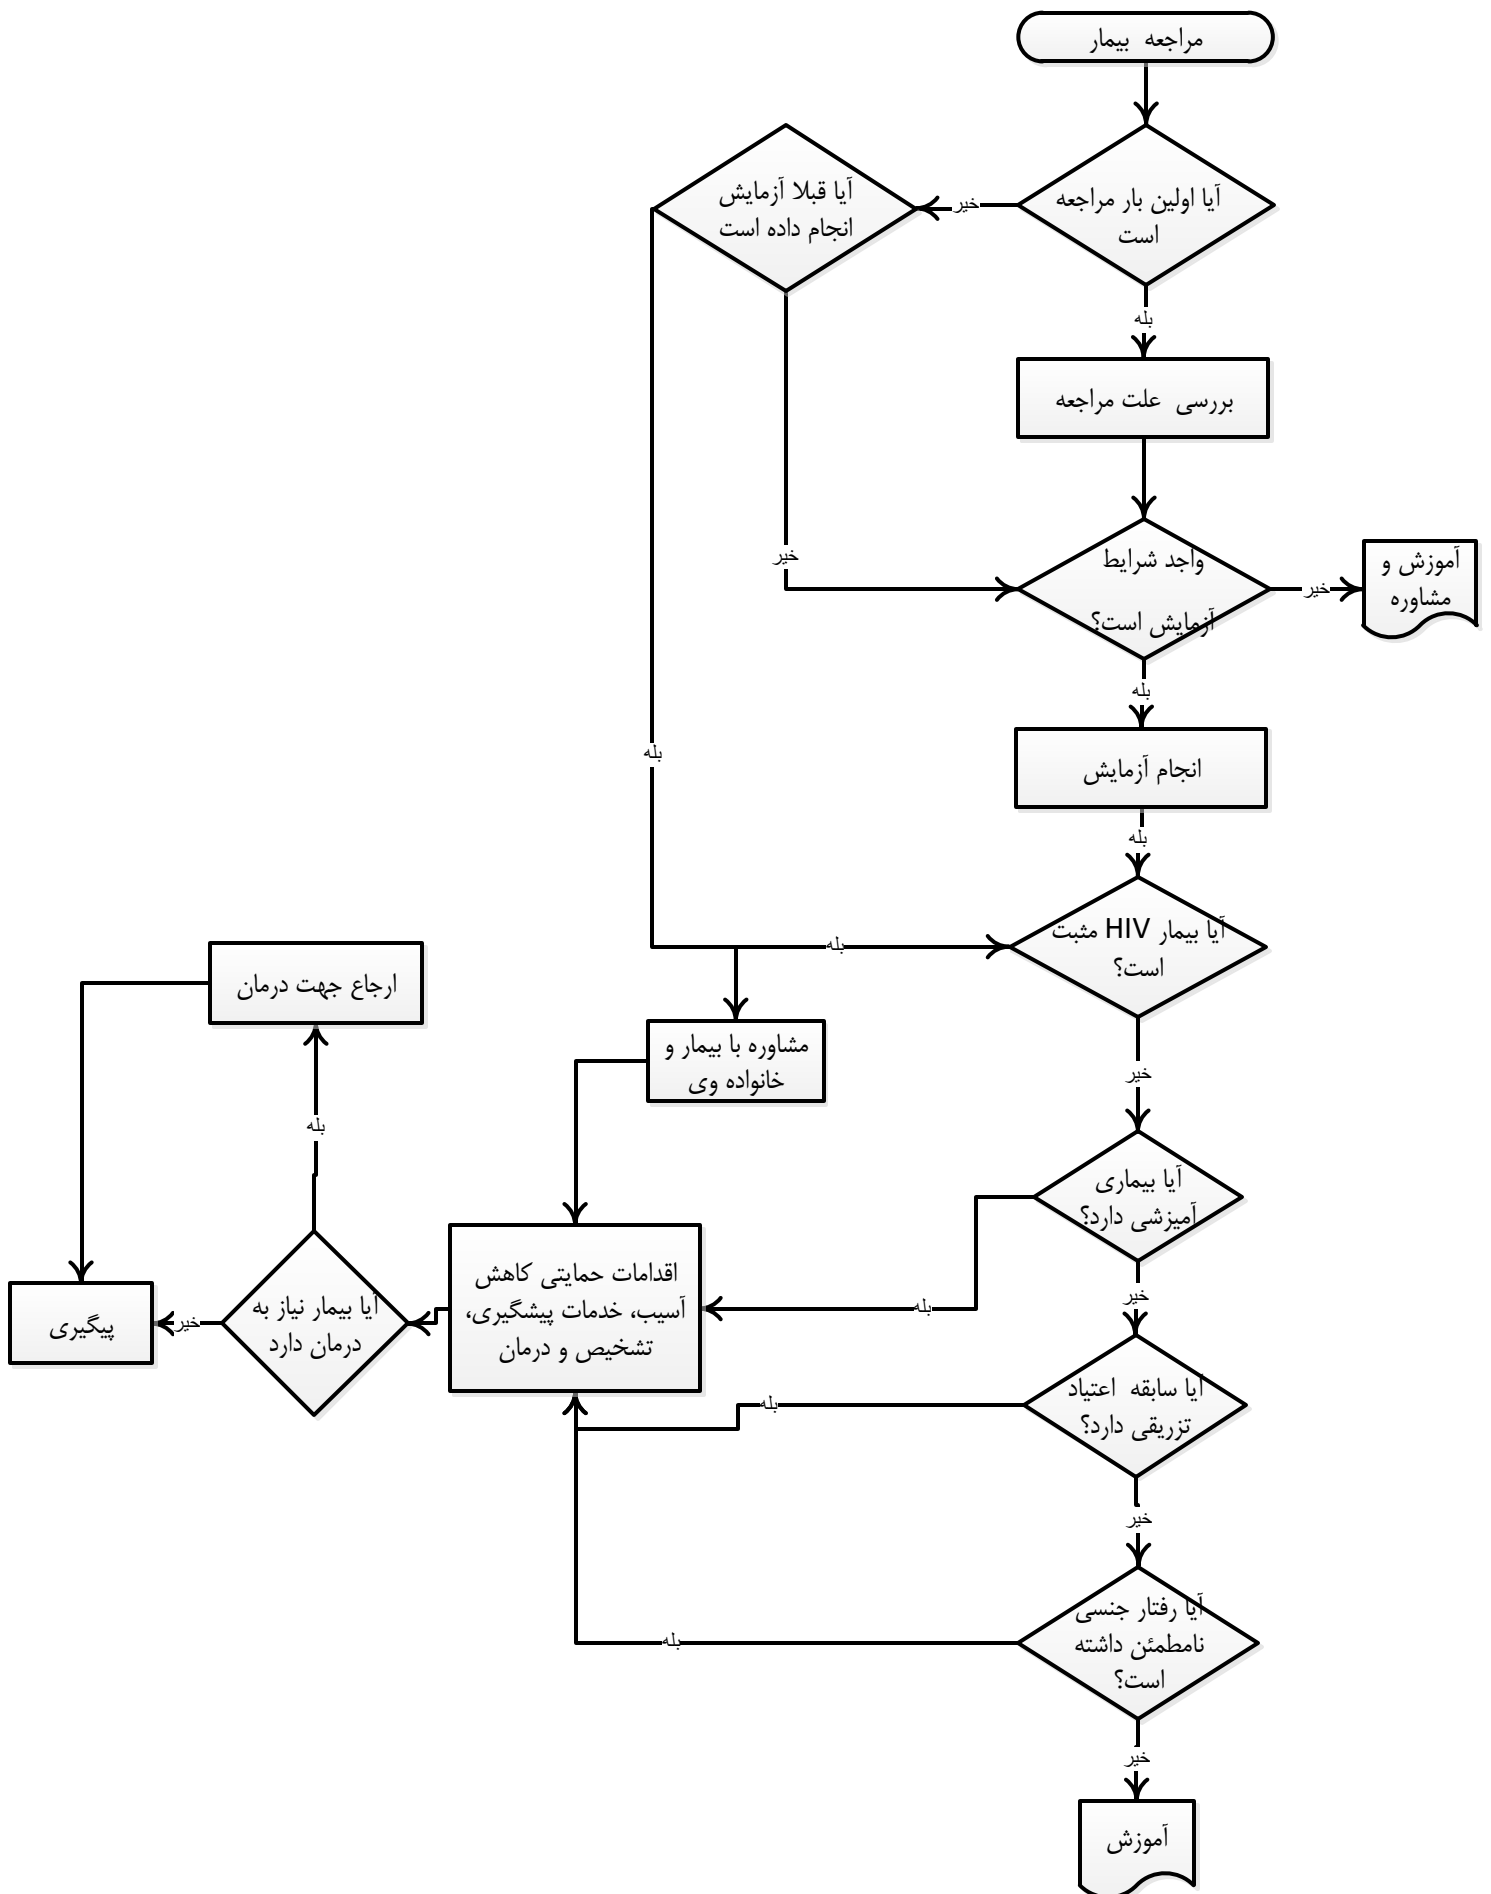 مراجعه بیمار
آیا اولین بار مراجعه
است
خیر
آیا قبلا آزمایش
انجام داده است
بله
بررسی علت مراجعه
واجد شرایط
آزمایش است؟
خیر
خیر
آموزش و
مشاوره
بله
انجام آزمایش
بله
بله
آیا بیمار HIV مثبت
است؟
بله
ارجاع جهت درمان
مشاوره با بیمار و
خانواده وی
خیر
بله
آیا بیماری
آمیزشی دارد؟
بله
خیر
اقدامات حمایتی کاهش
آسیب، خدمات پیشگیری،
تشخیص و درمان
آیا بیمار نیاز به
درمان دارد
خیر
پیگیری
آیا سابقه اعتیاد
تزریقی دارد؟
بله
خیر
آیا رفتار جنسی
نامطمئن داشته
است؟
بله
خیر
آموزش